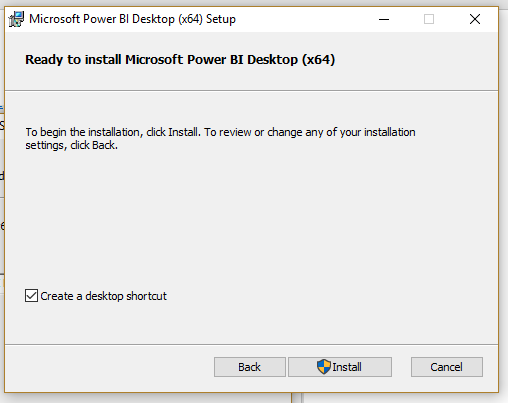 Microsoft Power BI Desktop (x64) Setup
Ready to install Microsoft Power BI Desktop (x64)
To begin the installation, click Install. To review or change any of your installation
settings, click Back.
Create a desktop shortcut
Back
Install
Cancel